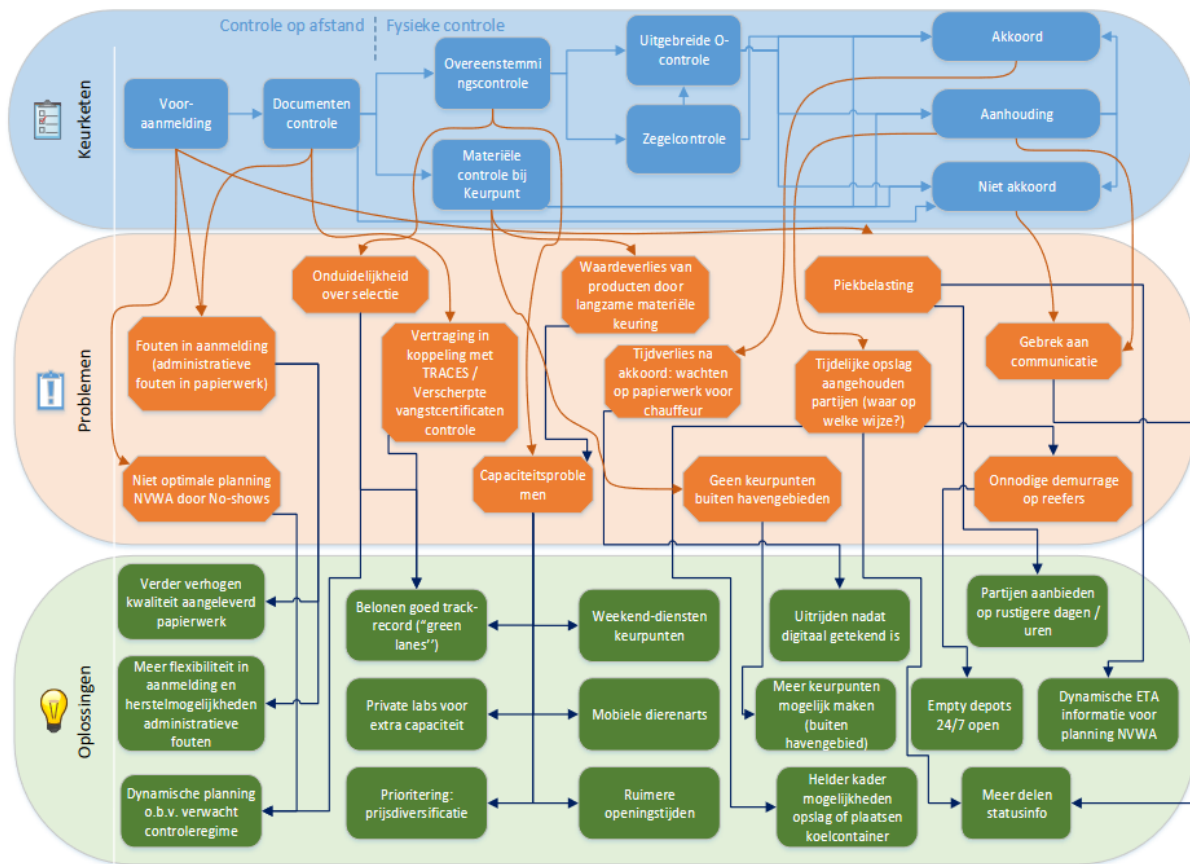 Controle op afstand
Fysieke controle
Keurketen
Voor-
aanmelding
Documenten
controle
Overeenstemmi
ngscontrole
Materiële
controle bij
Keurpunt
Uitgebreide O-
controle
Zegelcontrole
Akkoord
Aanhouding
Niet akkoord
Problemen
Onduidelijkheid
over selectie
Waardeverlies van
producten door
langzame materiële
keuring
Piekbelasting
Fouten in aanmelding
(administratieve
fouten in papierwerk)
Vertraging in
koppeling met
TRACES /
Verscherpte
vangstcertificaten
controle
Tijdverlies na
akkoord: wachten
op papierwerk voor
chauffeur
Tijdelijke opslag
aangehouden
partijen (waar op
welke wijze?)
Gebrek aan
communicatie
Niet optimale planning
NVWA door No-shows
Capaciteitsproble
men
Geen keurpunten
buiten havengebieden
Onnodige demurrage
op reefers
Oplossingen
Verder verhogen
kwaliteit aangeleverd
papierwerk
Belonen goed track-
record (“green
lanes’’)
Weekend-diensten
keurpunten
Uitrijden nadat
digitaal getekend is
Partijen aanbieden
op rustigere dagen /
uren
Meer flexibiliteit in
aanmelding en
herstelmogelijkheden
administratieve
fouten
Private labs voor
extra capaciteit
Mobiele dierenarts
Meer keurpunten
mogelijk maken
(buiten
havengebied)
Empty depots
24/7 open
Dynamische ETA
informatie voor
planning NVWA
Dynamische planning
o.b.v. verwacht
controleregime
Prioritering:
prijsdiversificatie
Ruimere
openingstijden
Helder kader
mogelijkheden
opslag of plaatsen
koelcontainer
Meer delen
statusinfo